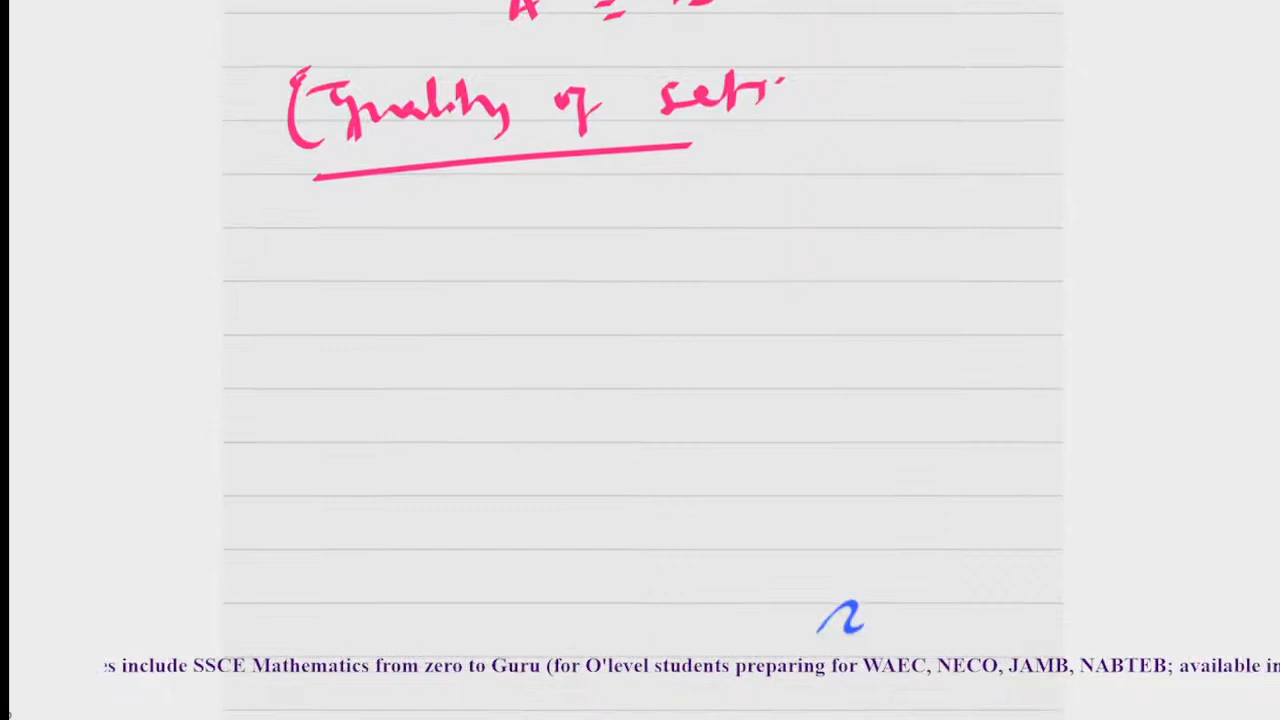 A = B
Equality of sets.
s include SSCE Mathematics from zero to Guru (for O'level students preparing for WAEC, NECO, JAMB, NABTEB; available in